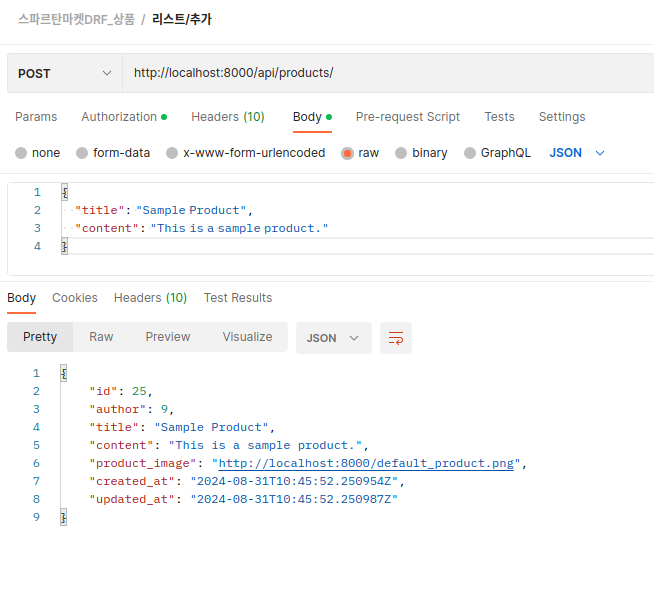 스파르탄마켓DRF_상품 / 리스트/추가
POST http://localhost:8000/api/products/
Params Authorization Headers (10) Body Pre-request Script Tests Settings
none form-data x-www-form-urlencoded raw binary GraphQL JSON
1 {
2 "title": "Sample Product",
3 "content": "This is a sample product."
4 }
Body Cookies Headers (10) Test Results
Pretty Raw Preview Visualize JSON
1 {
2 "id": 25,
3 "author": 9,
4 "title": "Sample Product",
5 "content": "This is a sample product.",
6 "product_image": "http://localhost:8000/default_product.png",
7 "created_at": "2024-08-31T10:45:52.250954Z",
8 "updated_at": "2024-08-31T10:45:52.250987Z"
9 }